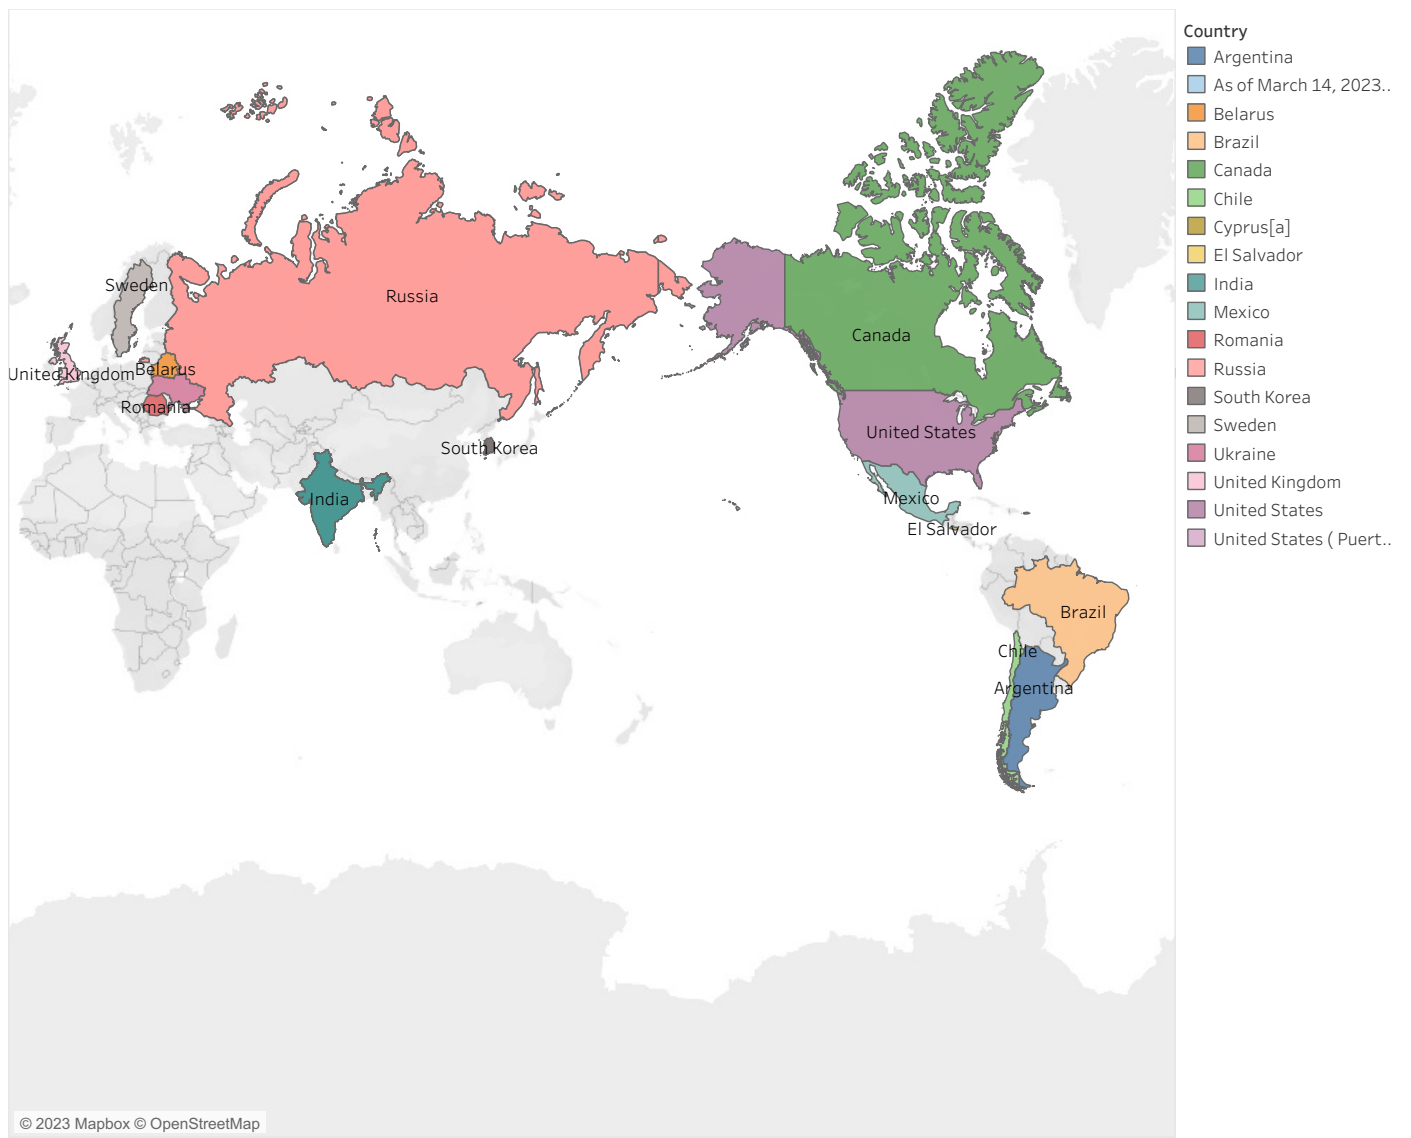 Country
Argentina
As of March 14, 2023..
Belarus
Brazil
Canada
Chile
Cyprus[a]
El Salvador
India
Mexico
Romania
Russia
South Korea
Sweden
Ukraine
United Kingdom
United States
United States ( Puert..
Sweden
Russia
Canada
United Kingdom
Belarus
Romania
United States
South Korea
India
Mexico
El Salvador
Brazil
Chile
Argentina
© 2023 Mapbox © OpenStreetMap